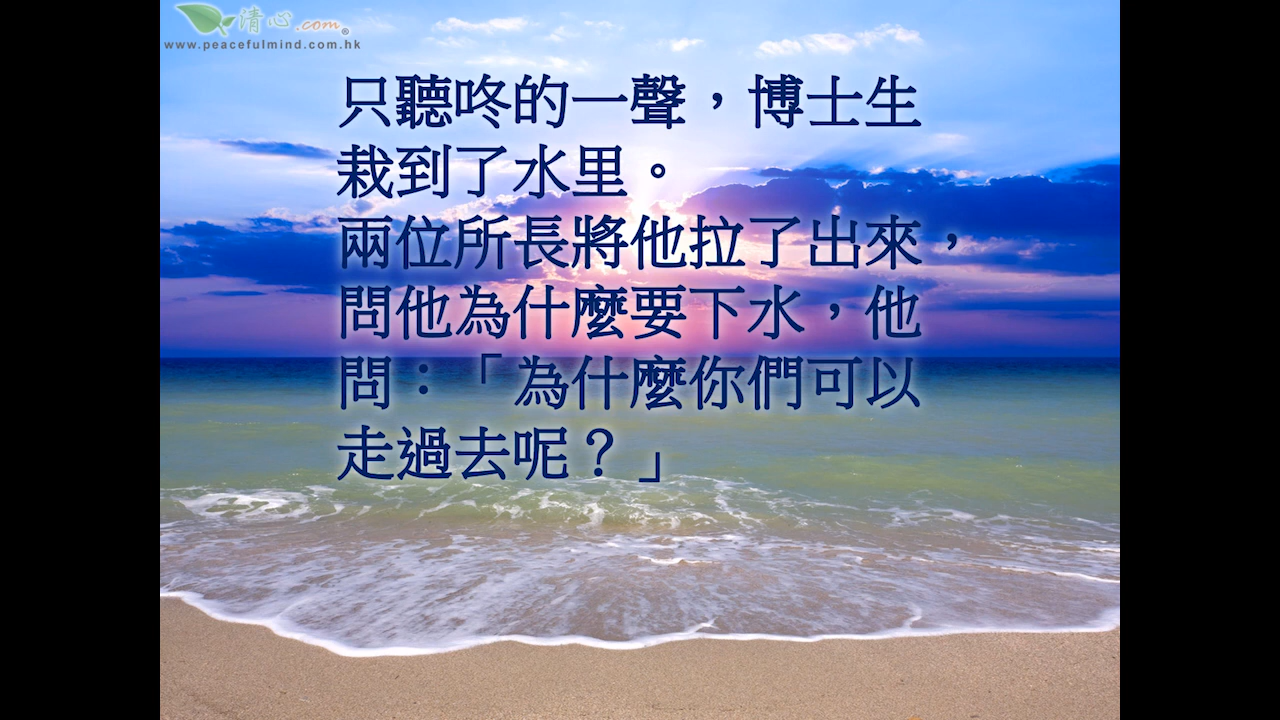 清心.com®
www.peacefulmind.com.hk
只聽咚的一聲，博士生
栽到了水里。
兩位所長將他拉了出來，
問他為什麼要下水，他
問：「為什麼你們可以
走過去呢？」